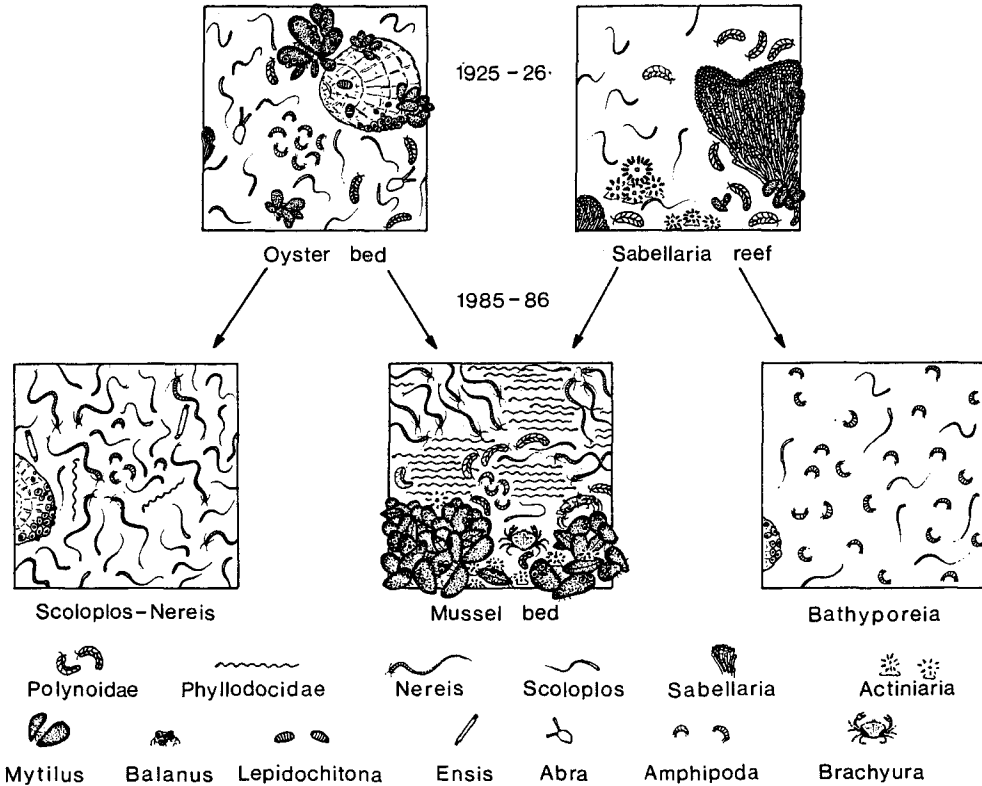 1925-26.
Oyster bed
Sabellaria reef
1985-86
Scoloplos-Nereis
Mussel bed
Bathyporeia
Polynoidae Phyllodocidae Nereis Scoloplos Sabellaria Actiniaria
Mytilus Balanus Lepidochitona Ensis Abra Amphipoda Brachyura